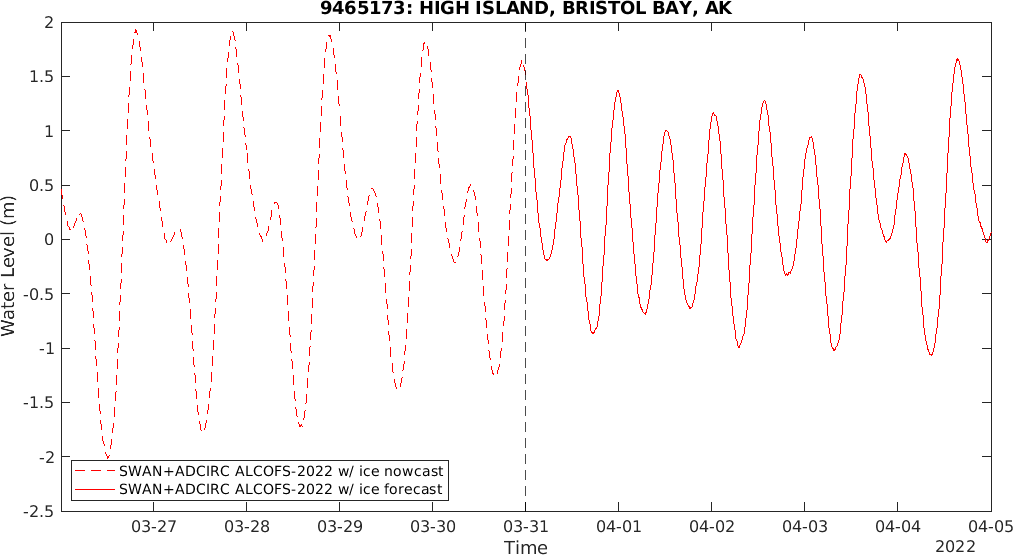 9465173: HIGH ISLAND, BRISTOL BAY, AK
2
1.5
1
0.5
0
-0.5
-1
-1.5
-2
-2.5
Water Level (m)
SWAN+ADCIRC ALCOFS-2022 w/ ice nowcast
SWAN+ADCIRC ALCOFS-2022 w/ ice forecast
03-27 03-28 03-29 03-30 03-31 04-01 04-02 04-03 04-04 04-05
Time
2022